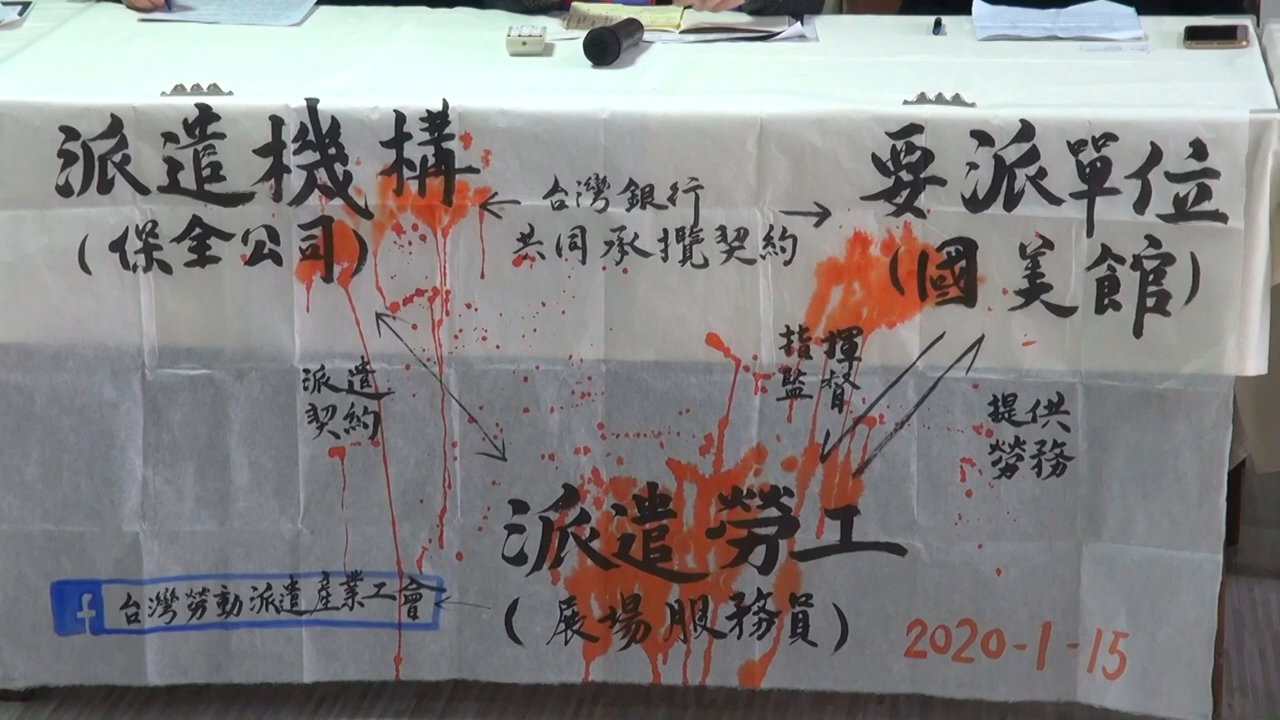 派遣機構
(保全公司)
台灣銀行
共同承攬契約
要派單位
(國美館)
派遣
契約
指揮
監督
提供
勞務
派遣勞工
(展場服務員)
f 台灣勞動派遣產業工會
2020-1-15